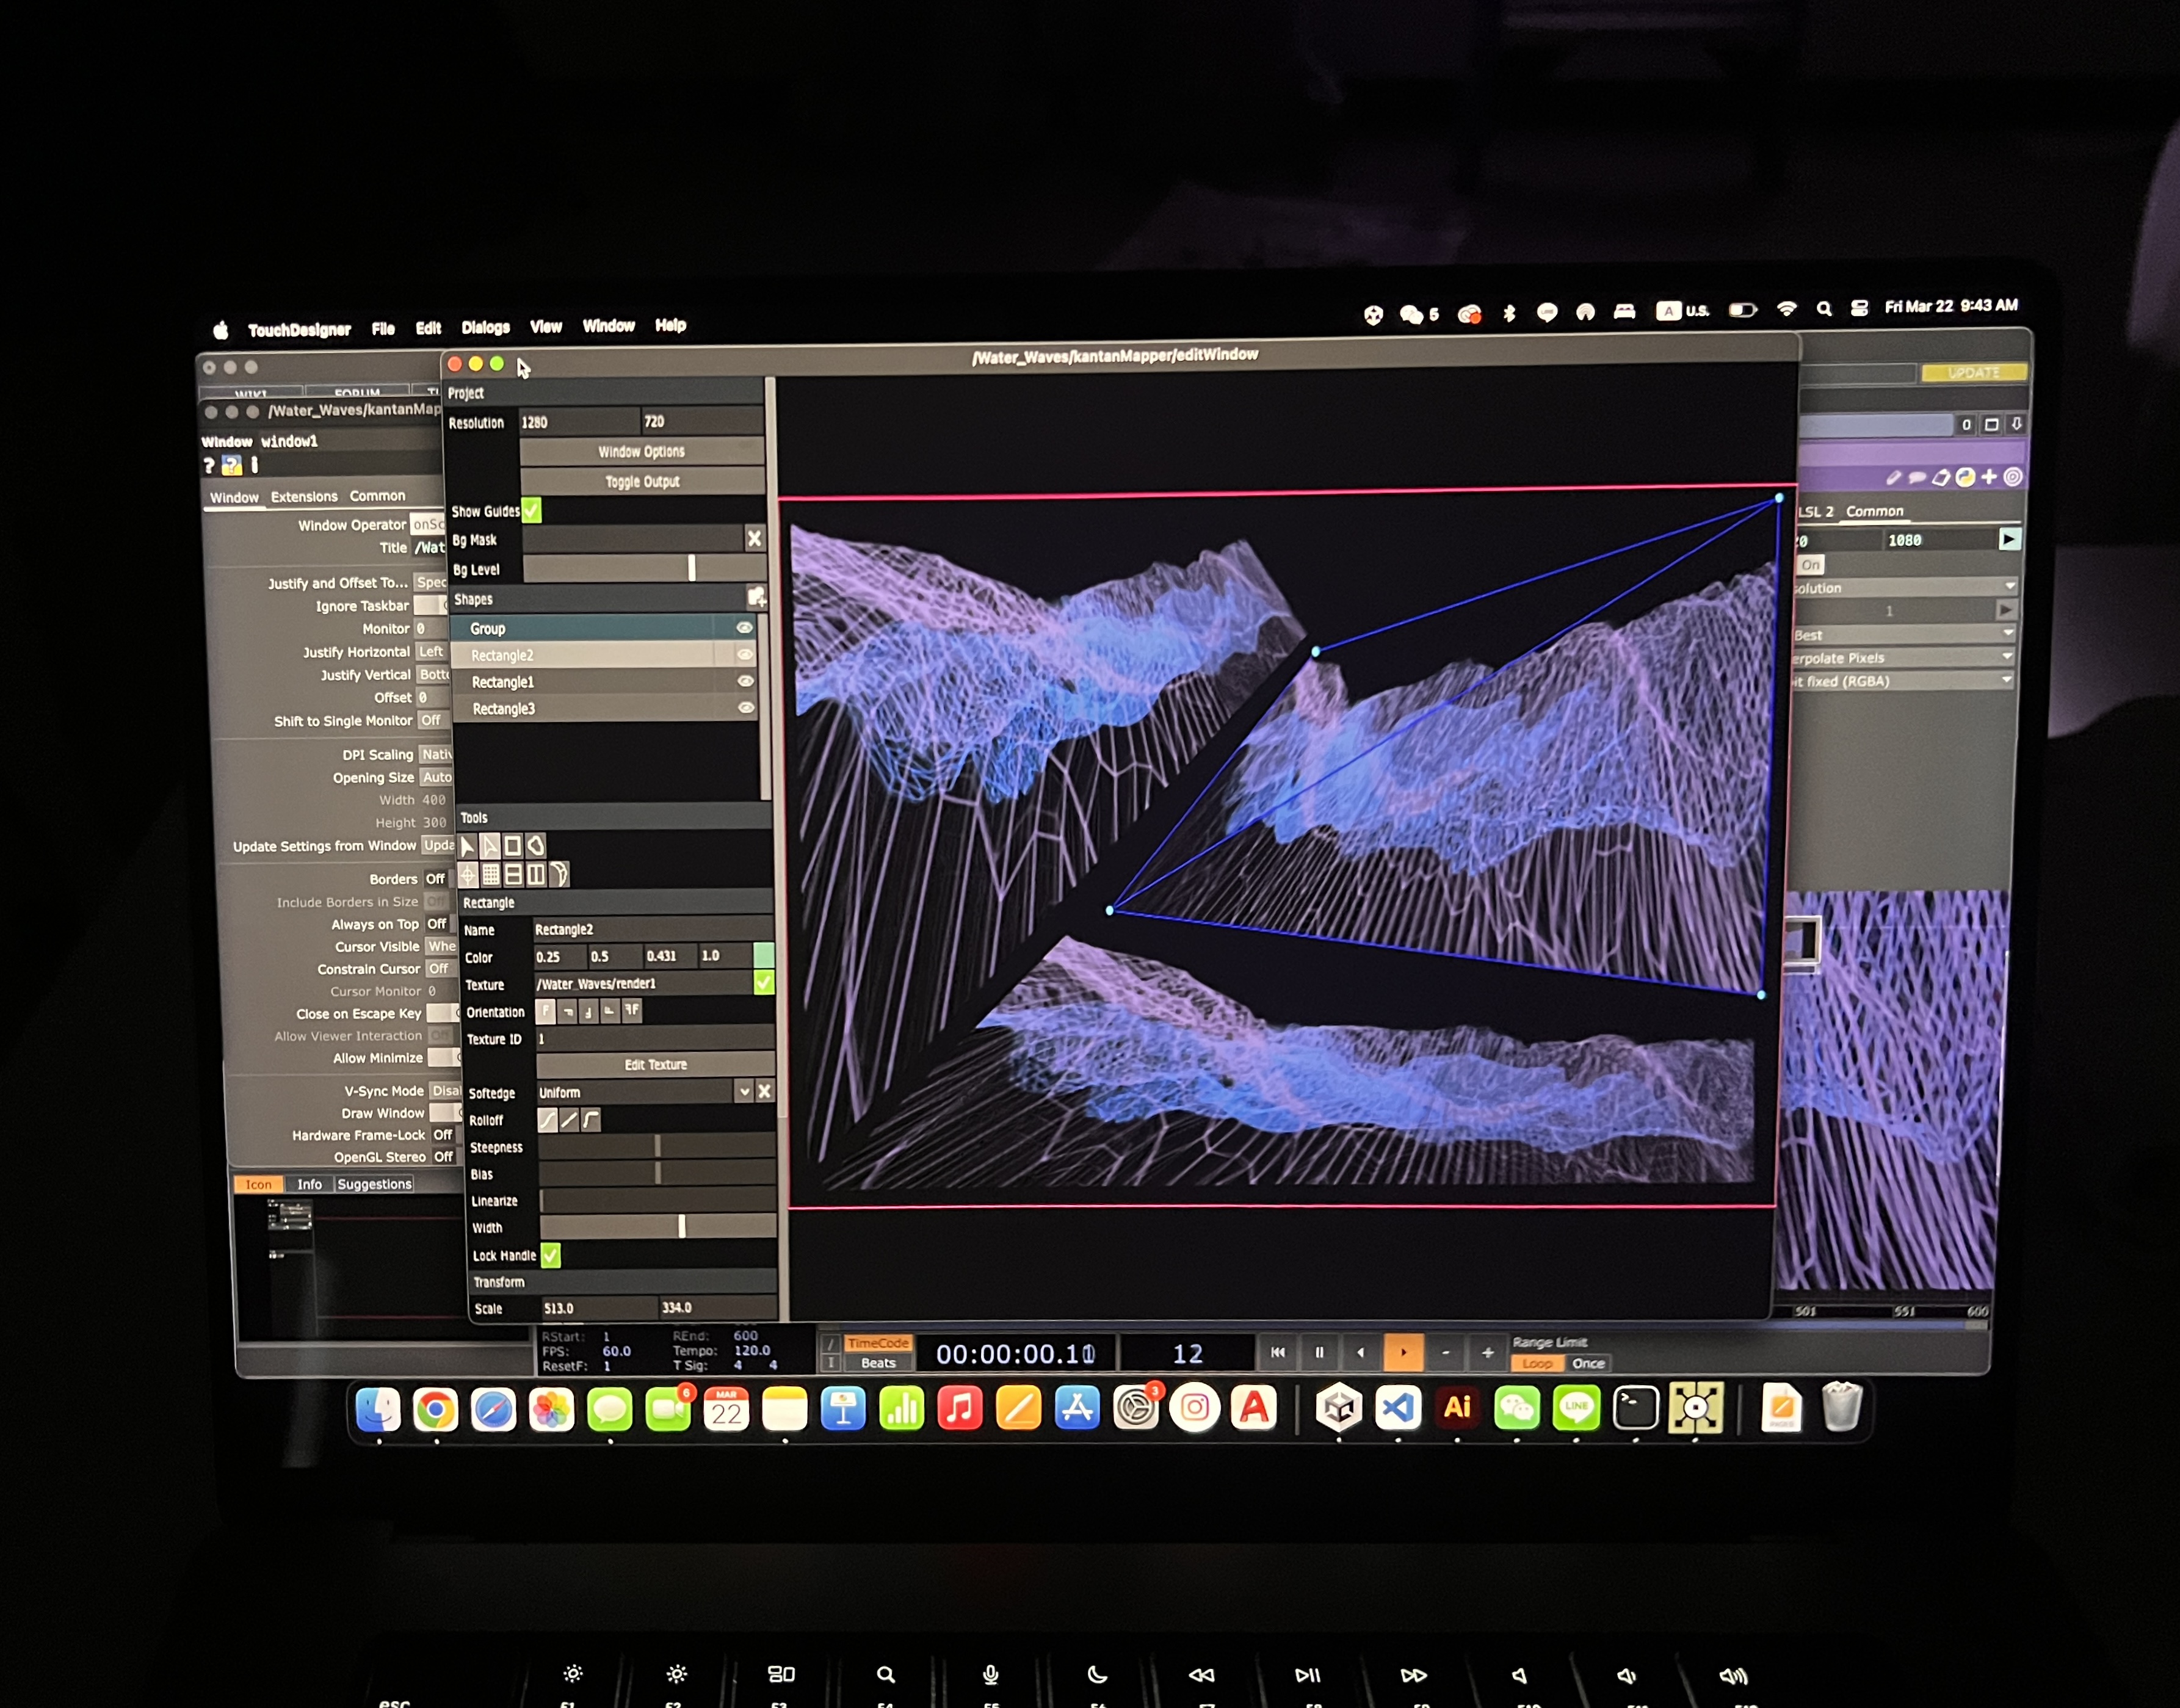 TouchDesigner File Edit Dialogs View Window Help
5 A U.S. Fri Mar 22 9:43 AM
/Water_Waves/kantanMapper/editWindow
WIKI FORUM
UPDATE
/Water_Waves/kantanMap
Window window1
Window Extensions Common
Window Operator onSc
Title /Wat
Justify and Offset To... Spec
Ignore Taskbar
Monitor 0
Justify Horizontal Left
Justify Vertical Botto
Offset 0
Shift to Single Monitor Off
DPI Scaling Nativ
Opening Size Auto
Width 400
Height 300
Update Settings from Window Upda
Borders Off
Include Borders in Size Off
Always on Top Off
Cursor Visible Whe
Constrain Cursor Off
Cursor Monitor 0
Close on Escape Key
Allow Viewer Interaction Off
Allow Minimize
V-Sync Mode Disal
Draw Window
Hardware Frame-Lock Off
OpenGL Stereo Off
Icon Info Suggestions
Project
Resolution 1280 720
Window Options
Toggle Output
Show Guides
Bg Mask
Bg Level
Shapes
Group
Rectangle2
Rectangle1
Rectangle3
Tools
Rectangle
Name Rectangle2
Color 0.25 0.5 0.431 1.0
Texture /Water_Waves/render1
Orientation
Texture ID 1
Edit Texture
Softedge Uniform
Rolloff
Steepness
Bias
Linearize
Width
Lock Handle
Transform
Scale 513.0 334.0
0
LSL 2 Common
1080
On
solution
1
Best
erpolate Pixels
it fixed (RGBA)
501 551 600
RStart: 1 REnd: 600
FPS: 60.0 Tempo: 120.0
ResetF: 1 T Sig: 4 4
TimeCode
Beats
12
Range Limit
Loop Once
6
MAR
22
3
Ai
LINE
esc